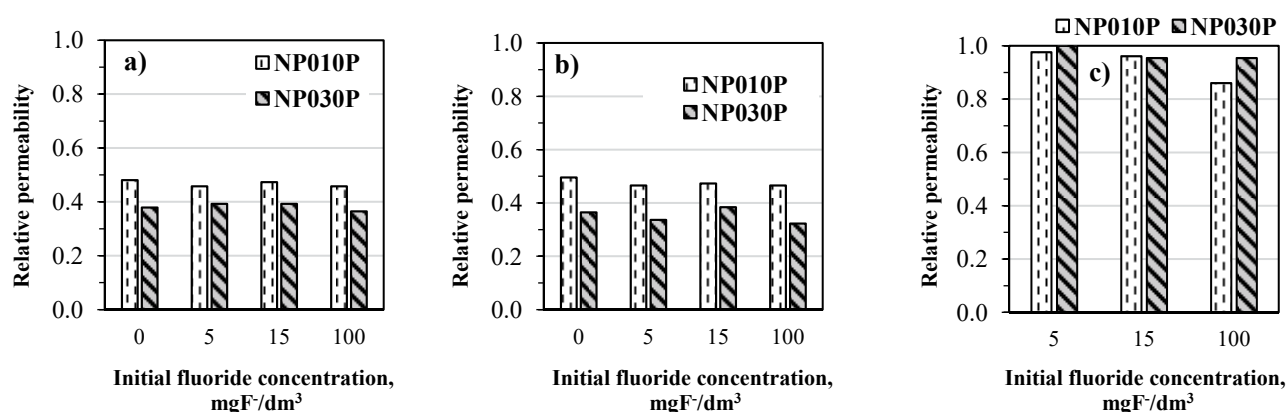 a)
NP010P
NP030P
Relative permeability
1.0
0.8
0.6
0.4
0.2
0.0
0 5 15 100
Initial fluoride concentration,
mgF⁻/dm³
b)
NP010P
NP030P
Relative permeability
1.0
0.8
0.6
0.4
0.2
0.0
0 5 15 100
Initial fluoride concentration,
mgF⁻/dm³
NP010P NP030P
c)
Relative permeability
1.0
0.8
0.6
0.4
0.2
0.0
5 15 100
Initial fluoride concentration,
mgF⁻/dm³